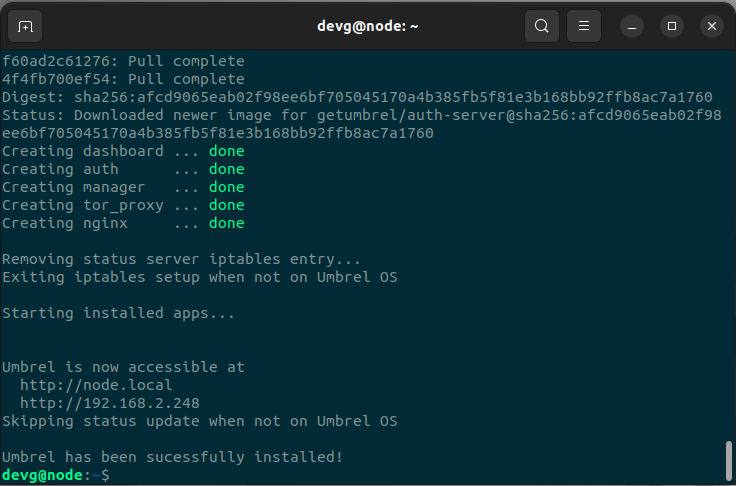 devg@node: ~
f60ad2c61276: Pull complete
4f4fb700ef54: Pull complete
Digest: sha256:afcd9065eab02f98ee6bf705045170a4b385fb5f81e3b168bb92ffb8ac7a1760
Status: Downloaded newer image for getumbrel/auth-server@sha256:afcd9065eab02f98
ee6bf705045170a4b385fb5f81e3b168bb92ffb8ac7a1760
Creating dashboard ... done
Creating auth      ... done
Creating manager   ... done
Creating tor_proxy ... done
Creating nginx     ... done
Removing status server iptables entry...
Exiting iptables setup when not on Umbrel OS
Starting installed apps...
Umbrel is now accessible at
  http://node.local
  http://192.168.2.248
Skipping status update when not on Umbrel OS
Umbrel has been sucessfully installed!
devg@node:~$